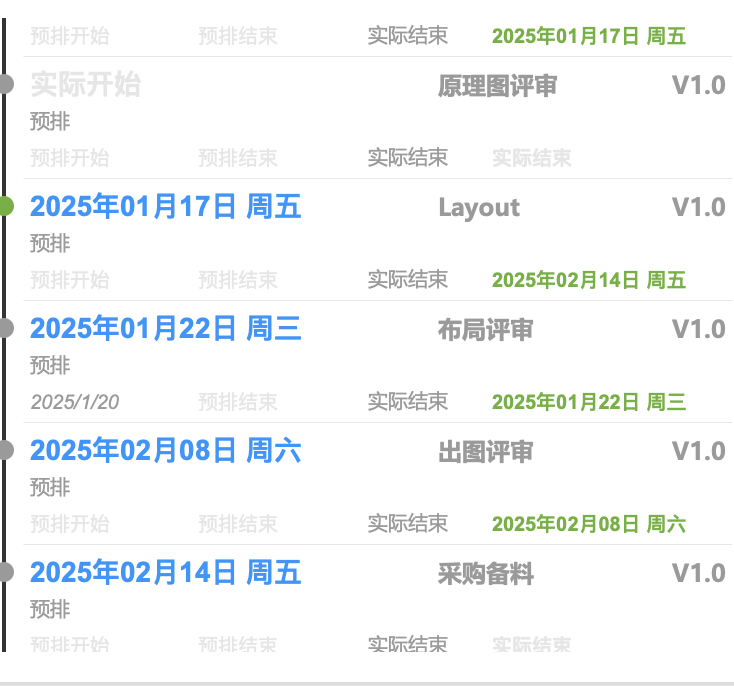 预排开始 预排结束 实际结束 2025年01月17日 周五
实际开始 原理图评审 V1.0
预排
预排开始 预排结束 实际结束 实际结束
2025年01月17日 周五 Layout V1.0
预排
预排开始 预排结束 实际结束 2025年02月14日 周五
2025年01月22日 周三 布局评审 V1.0
预排
2025/1/20 预排结束 实际结束 2025年01月22日 周三
2025年02月08日 周六 出图评审 V1.0
预排
预排开始 预排结束 实际结束 2025年02月08日 周六
2025年02月14日 周五 采购备料 V1.0
预排
预排开始 预排结束 实际结束 实际结束